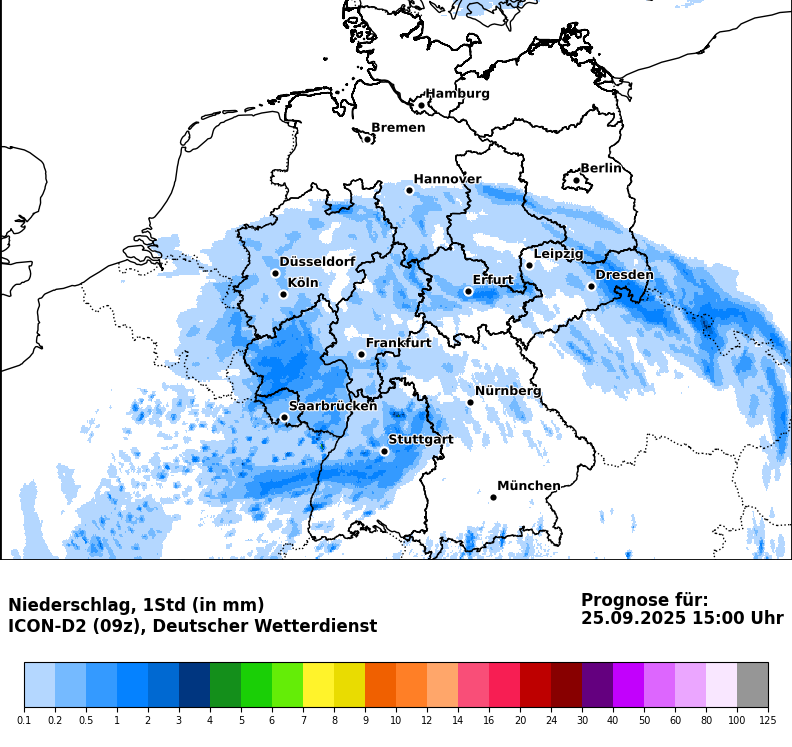 Hamburg
Bremen
Berlin
Hannover
Leipzig
Düsseldorf
Dresden
Köln
Erfurt
Frankfurt
Nürnberg
Saarbrücken
Stuttgart
München
Niederschlag, 1Std (in mm)
ICON-D2 (09z), Deutscher Wetterdienst
Prognose für:
25.09.2025 15:00 Uhr
0.1 0.2 0.5 1 2 3 4 5 6 7 8 9 10 12 14 16 20 24 30 40 50 60 80 100 125